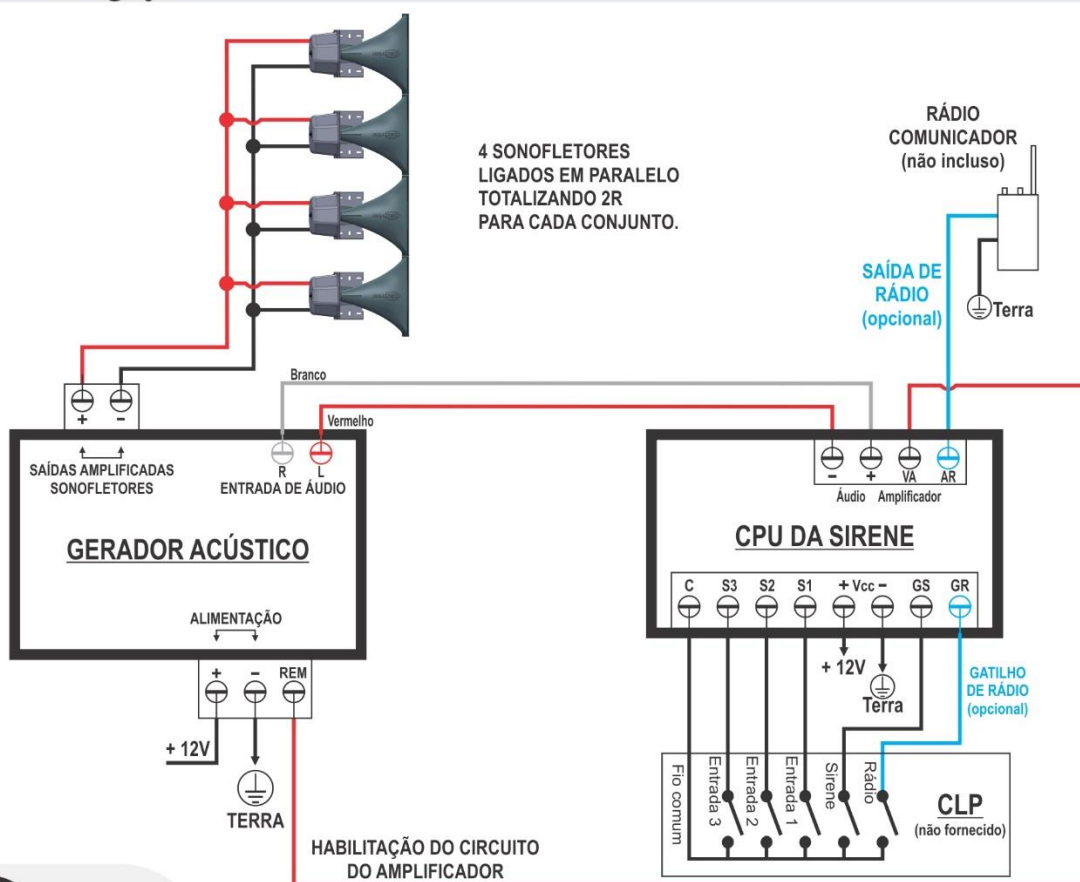 4 SONOFLETORES
LIGADOS EM PARALELO
TOTALIZANDO 2R
PARA CADA CONJUNTO.
RÁDIO
COMUNICADOR
(não incluso)
SAÍDA DE
RÁDIO
(opcional)
Terra
Branco
Vermelho
+ -
SAÍDAS AMPLIFICADAS
SONOFLETORES
R L
ENTRADA DE ÁUDIO
GERADOR ACÚSTICO
ALIMENTAÇÃO
+ - REM
+ 12V
TERRA
HABILITAÇÃO DO CIRCUITO
DO AMPLIFICADOR
- + VA AR
Áudio Amplificador
CPU DA SIRENE
C S3 S2 S1 + Vcc - GS GR
+ 12V
Terra
GATILHO
DE RÁDIO
(opcional)
Fio comum
Entrada 3
Entrada 2
Entrada 1
Sirene
Rádio
CLP
(não fornecido)